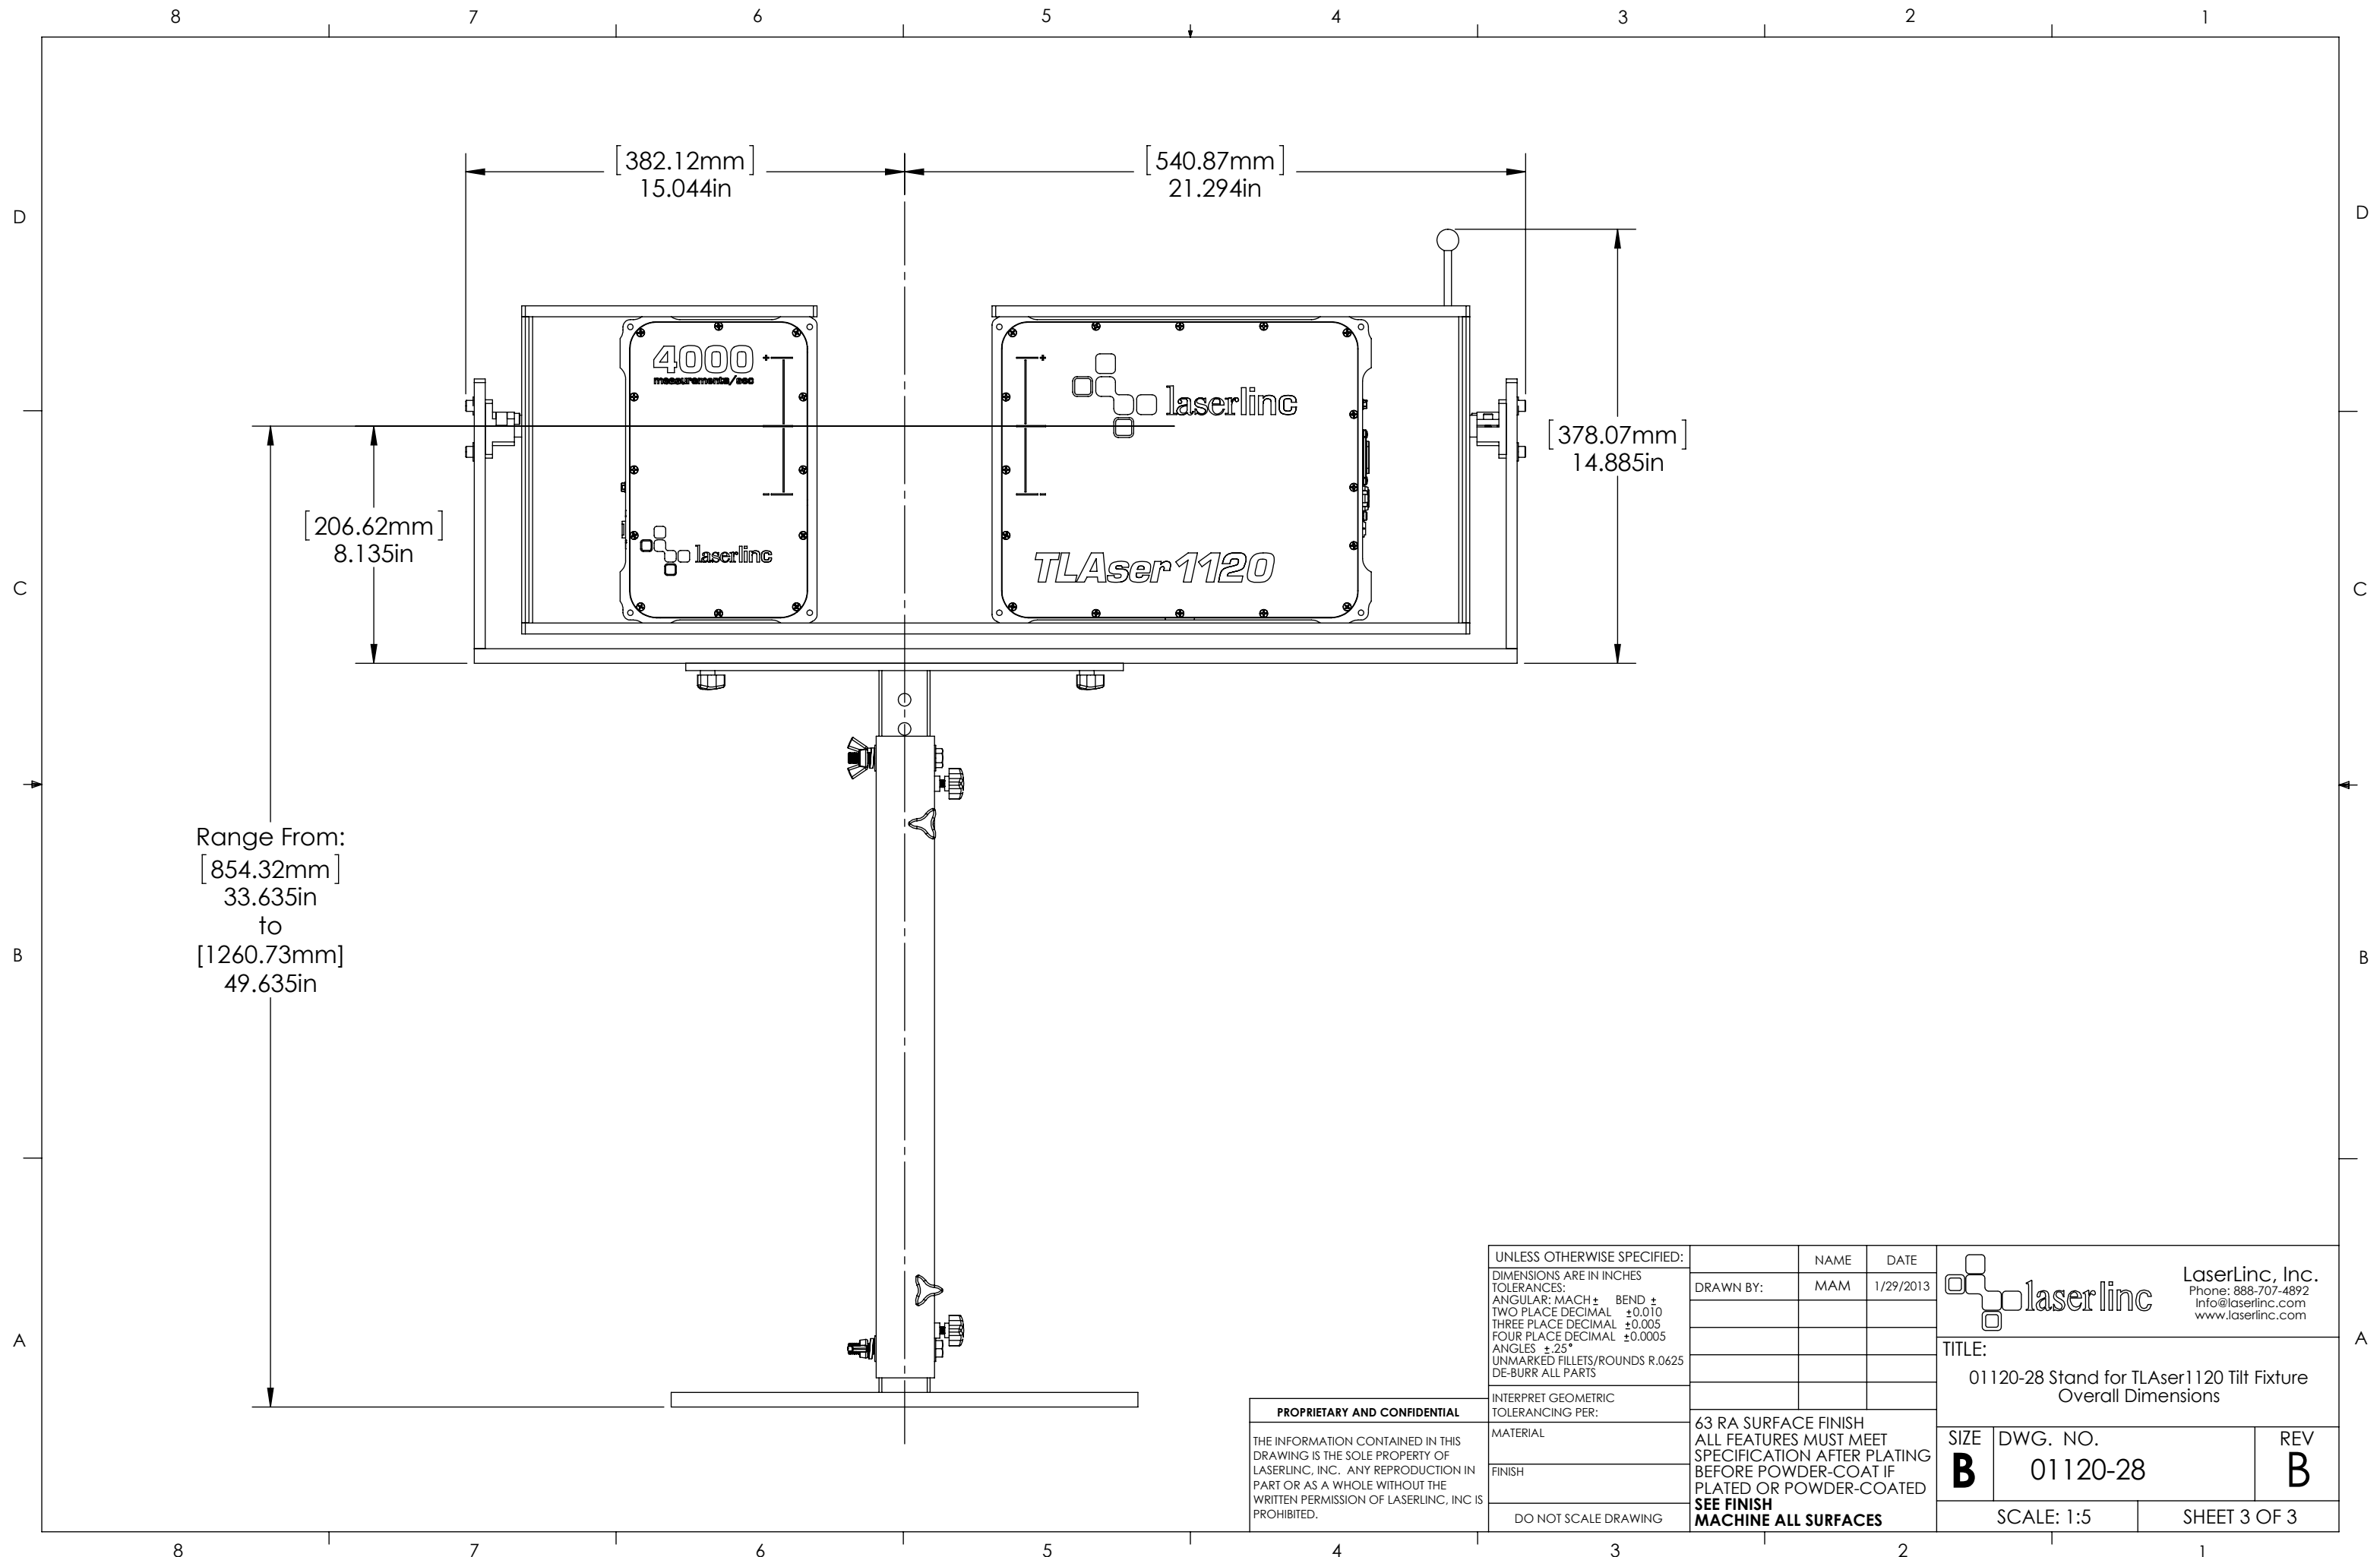 8 7 6 5 4 3 2 1
[382.12mm]
15.044in
[540.87mm]
21.294in
D D
4000
measurements/sec
laserlinc
[378.07mm]
14.885in
[206.62mm]
8.135in
laserlinc
TLAser1120
C C
Range From:
[854.32mm]
33.635in
to
[1260.73mm]
49.635in
B B
A A
PROPRIETARY AND CONFIDENTIAL
THE INFORMATION CONTAINED IN THIS
DRAWING IS THE SOLE PROPERTY OF
LASERLINC, INC. ANY REPRODUCTION IN
PART OR AS A WHOLE WITHOUT THE
WRITTEN PERMISSION OF LASERLINC, INC IS
PROHIBITED.
UNLESS OTHERWISE SPECIFIED:
DIMENSIONS ARE IN INCHES
TOLERANCES:
ANGULAR: MACH± BEND ±
TWO PLACE DECIMAL ±0.010
THREE PLACE DECIMAL ±0.005
FOUR PLACE DECIMAL ±0.0005
ANGLES ±.25°
UNMARKED FILLETS/ROUNDS R.0625
DE-BURR ALL PARTS
INTERPRET GEOMETRIC
TOLERANCING PER:
MATERIAL
FINISH
DO NOT SCALE DRAWING
NAME DATE
DRAWN BY: MAM 1/29/2013
63 RA SURFACE FINISH
ALL FEATURES MUST MEET
SPECIFICATION AFTER PLATING
BEFORE POWDER-COAT IF
PLATED OR POWDER-COATED
SEE FINISH
MACHINE ALL SURFACES
laserlinc
LaserLinc, Inc.
Phone: 888-707-4892
Info@laserlinc.com
www.laserlinc.com
TITLE:
01120-28 Stand for TLAser1120 Tilt Fixture
Overall Dimensions
SIZE DWG. NO. REV
B 01120-28 B
SCALE: 1:5 SHEET 3 OF 3
8 7 6 5 4 3 2 1